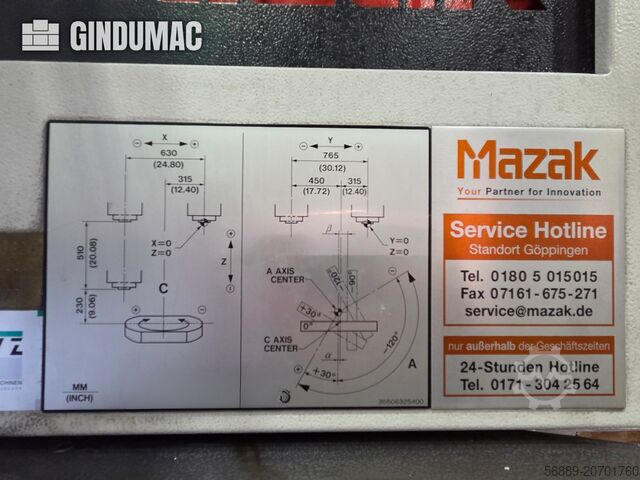 GINDUMAC
X
630
(24.80)
315
(12.40)
X=0
Z=0
Z
510
(20.08)
230
(9.06)
C
MM
(INCH)
Y
765
(30.12)
450
(17.72)
315
(12.40)
β
Y=0
Z=0
A AXIS
CENTER
-120°
-90°
+30°
0°
C AXIS
CENTER
α
+30°
-120°
A
35506325400
Mazak
Your Partner for Innovation
Service Hotline
Standort Göppingen
Tel. 0180 5 015015
Fax 07161-675-271
service@mazak.de
nur außerhalb der Geschäftszeiten
24-Stunden Hotline
Tel. 0171-304 25 64
56889-20701760